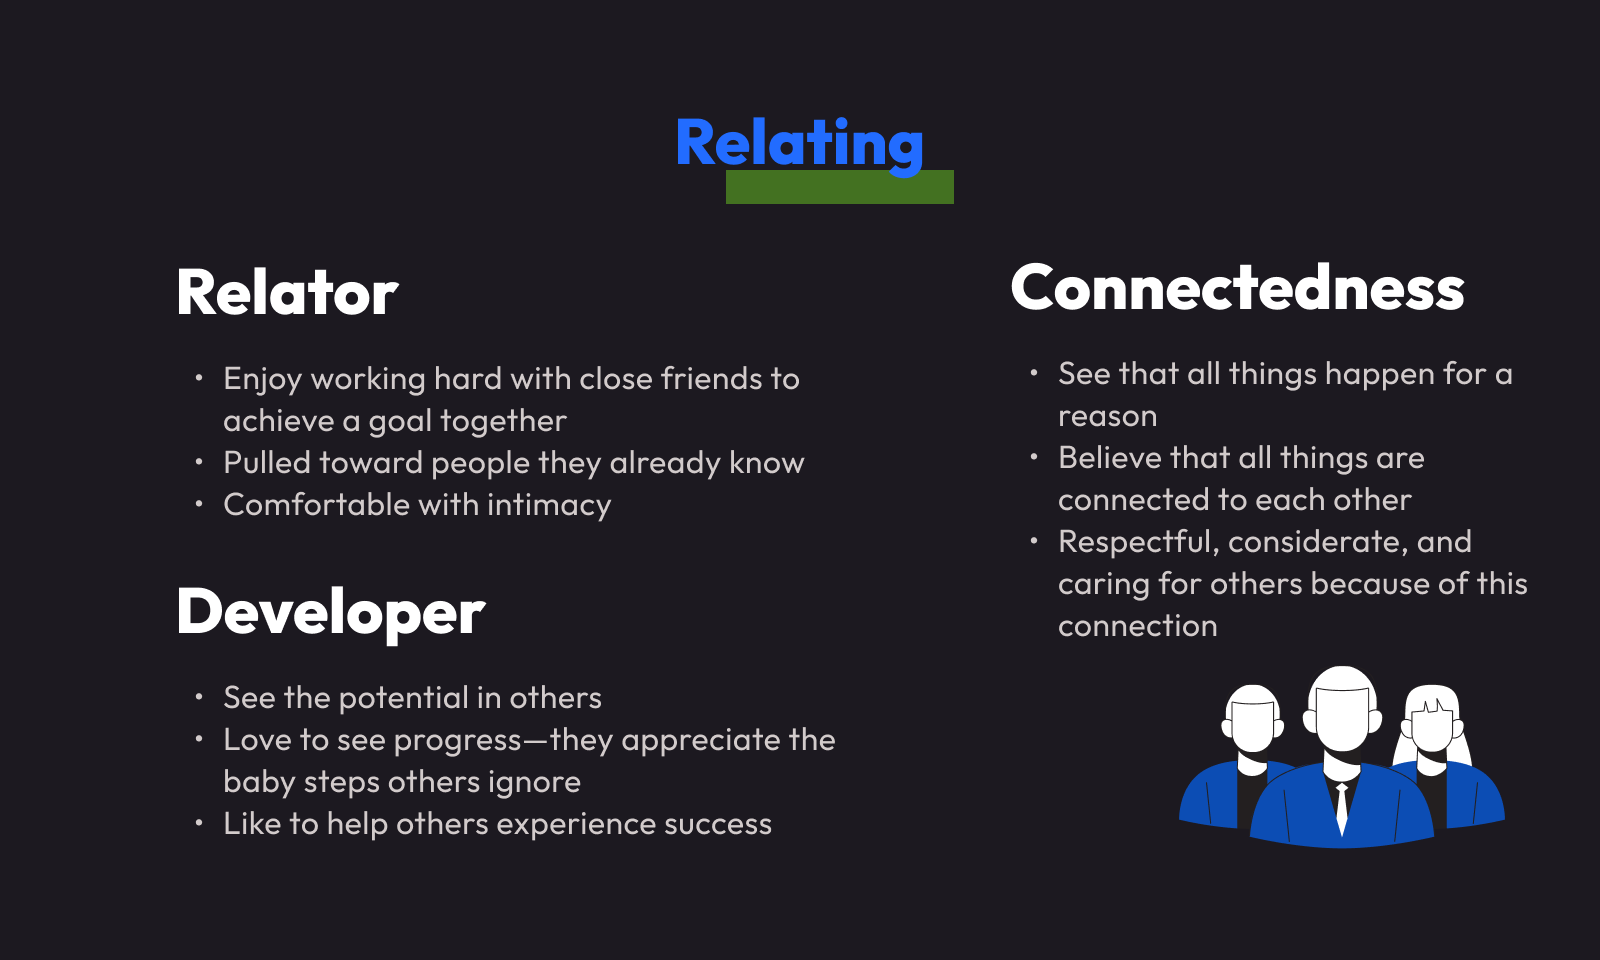 Relating
Relator
• Enjoy working hard with close friends to
achieve a goal together
• Pulled toward people they already know
• Comfortable with intimacy
Developer
• See the potential in others
• Love to see progress—they appreciate the
baby steps others ignore
• Like to help others experience success
Connectedness
• See that all things happen for a
reason
• Believe that all things are
connected to each other
• Respectful, considerate, and
caring for others because of this
connection